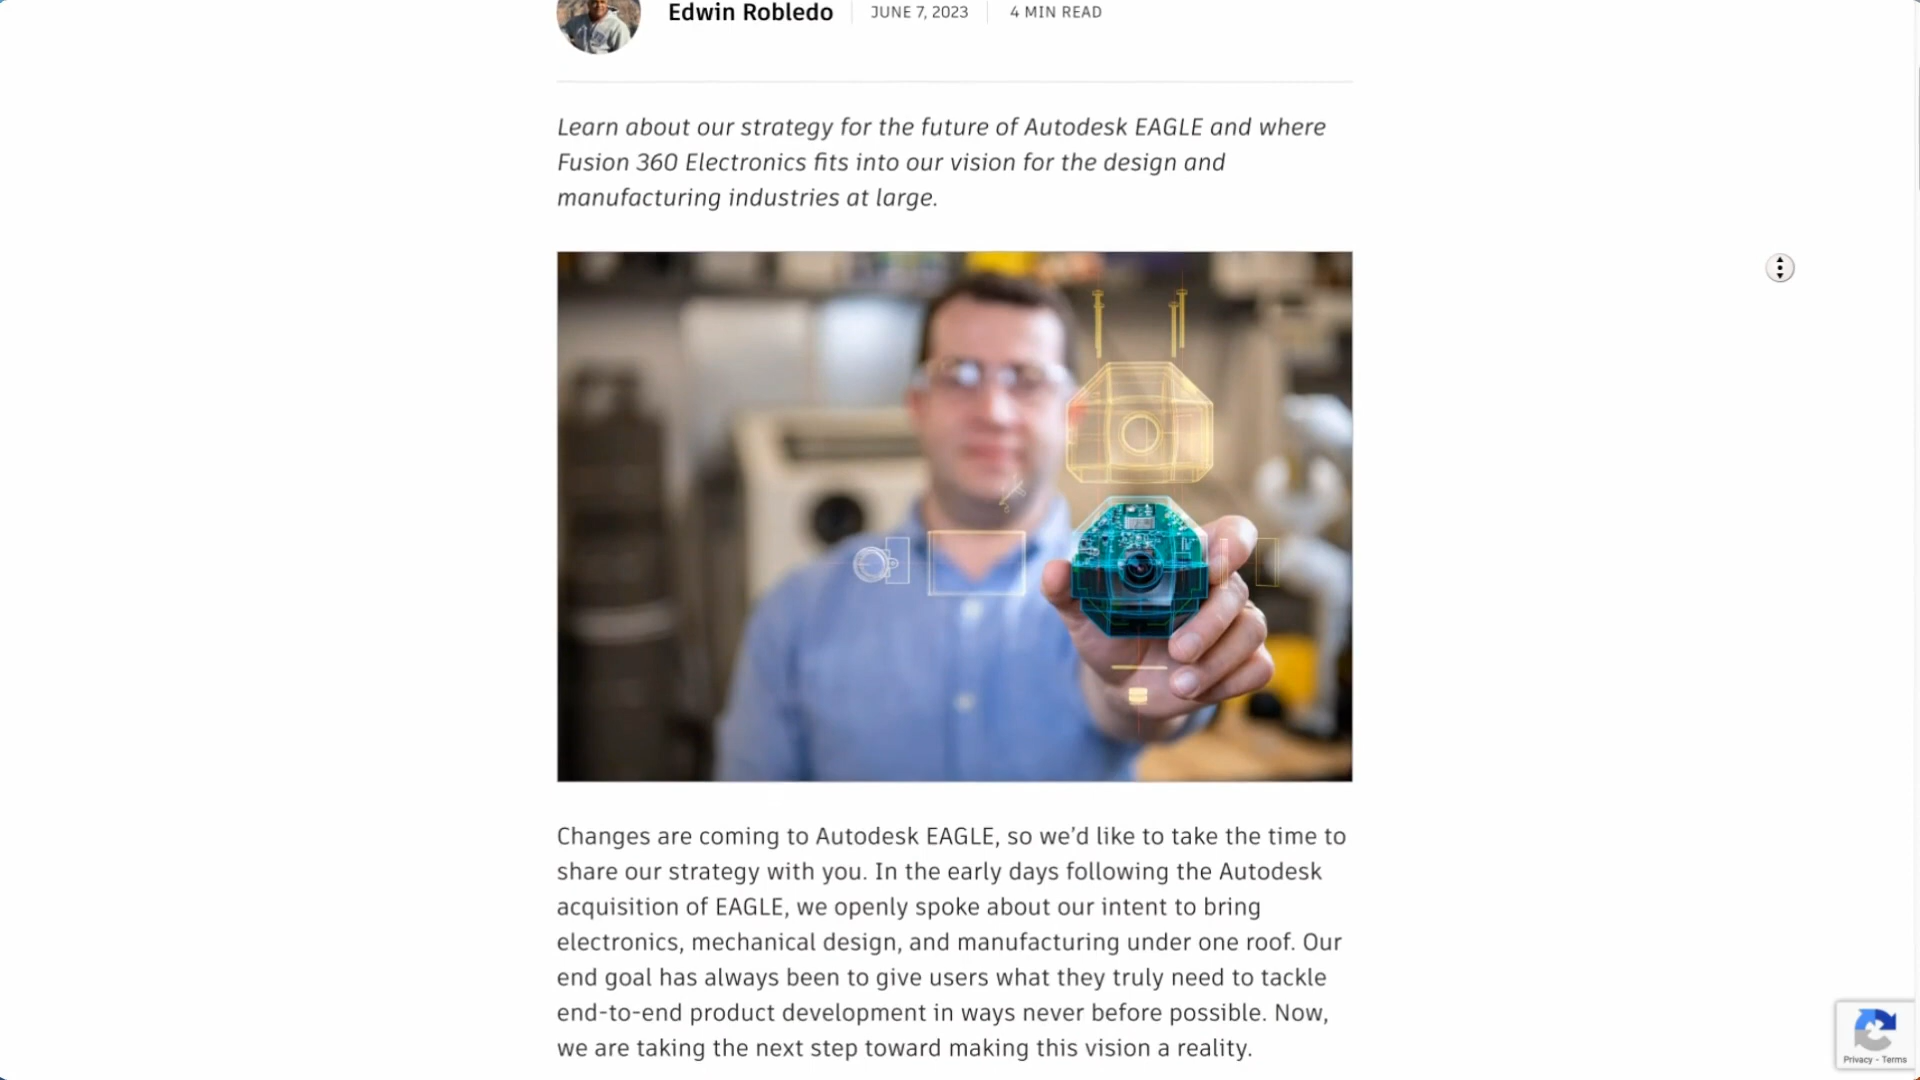 Edwin Robledo
JUNE 7, 2023
4 MIN READ
Learn about our strategy for the future of Autodesk EAGLE and where
Fusion 360 Electronics fits into our vision for the design and
manufacturing industries at large.
Changes are coming to Autodesk EAGLE, so we’d like to take the time to
share our strategy with you. In the early days following the Autodesk
acquisition of EAGLE, we openly spoke about our intent to bring
electronics, mechanical design, and manufacturing under one roof. Our
end goal has always been to give users what they truly need to tackle
end-to-end product development in ways never before possible. Now,
we are taking the next step toward making this vision a reality.
Privacy - Terms